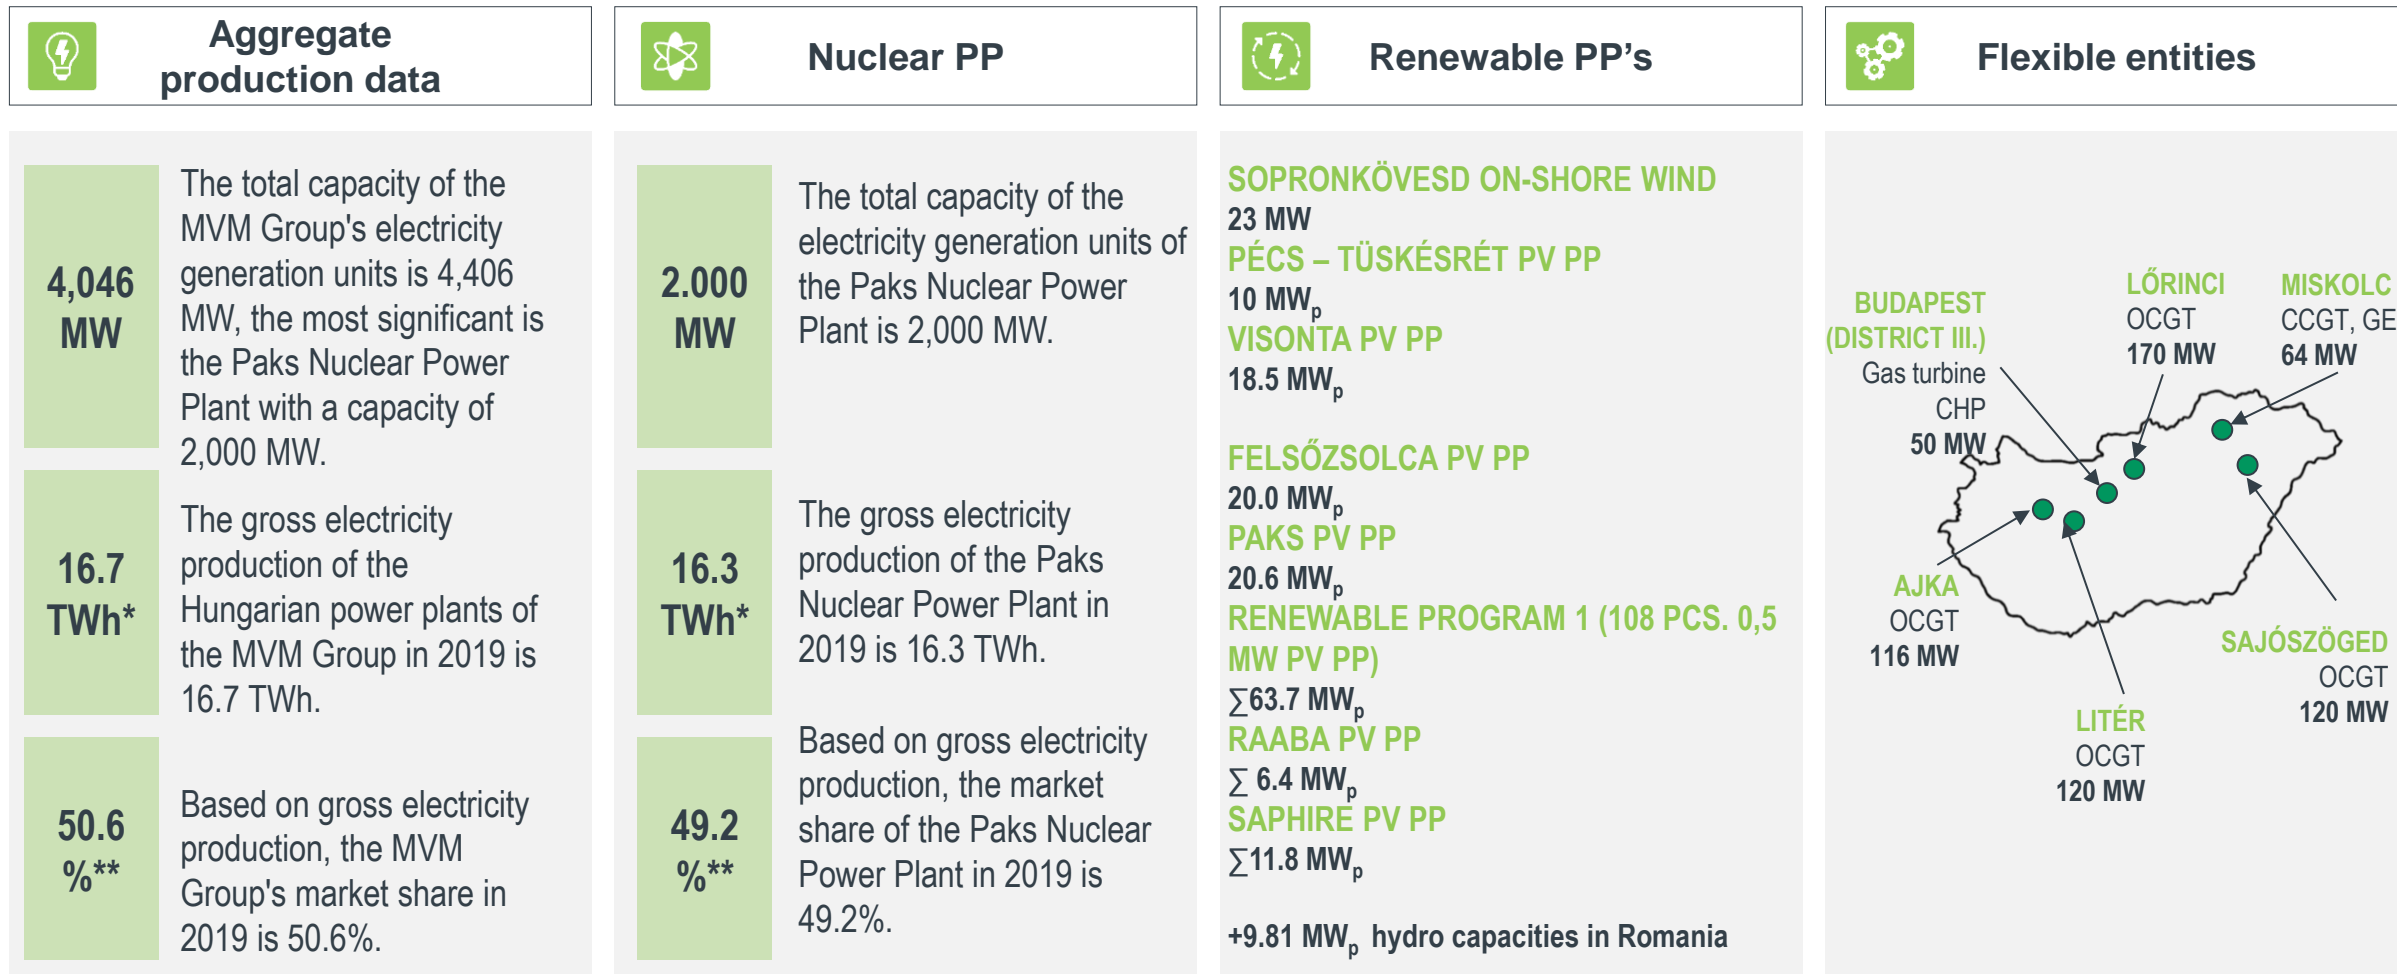 Aggregate
production data
4,046
MW
The total capacity of the
MVM Group's electricity
generation units is 4,406
MW, the most significant is
the Paks Nuclear Power
Plant with a capacity of
2,000 MW.
16.7
TWh*
The gross electricity
production of the
Hungarian power plants of
the MVM Group in 2019 is
16.7 TWh.
50.6
%**
Based on gross electricity
production, the MVM
Group's market share in
2019 is 50.6%.
Nuclear PP
2.000
MW
The total capacity of the
electricity generation units of
the Paks Nuclear Power
Plant is 2,000 MW.
16.3
TWh*
The gross electricity
production of the Paks
Nuclear Power Plant in
2019 is 16.3 TWh.
49.2
%**
Based on gross electricity
production, the market
share of the Paks Nuclear
Power Plant in 2019 is
49.2%.
Renewable PP's
SOPRONKÖVESD ON-SHORE WIND
23 MW
PÉCS – TÜSKÉSRÉT PV PP
10 MWp
VISONTA PV PP
18.5 MWp
FELSŐZSOLCA PV PP
20.0 MWp
PAKS PV PP
20.6 MWp
RENEWABLE PROGRAM 1 (108 PCS. 0,5
MW PV PP)
∑63.7 MWp
RAABA PV PP
∑ 6.4 MWp
SAPHIRE PV PP
∑11.8 MWp
+9.81 MWp hydro capacities in Romania
Flexible entities
BUDAPEST
(DISTRICT III.)
Gas turbine
CHP
50 MW
LŐRINCI
OCGT
170 MW
MISKOLC
CCGT, GE
64 MW
AJKA
OCGT
116 MW
LITÉR
OCGT
120 MW
SAJÓSZÖGED
OCGT
120 MW